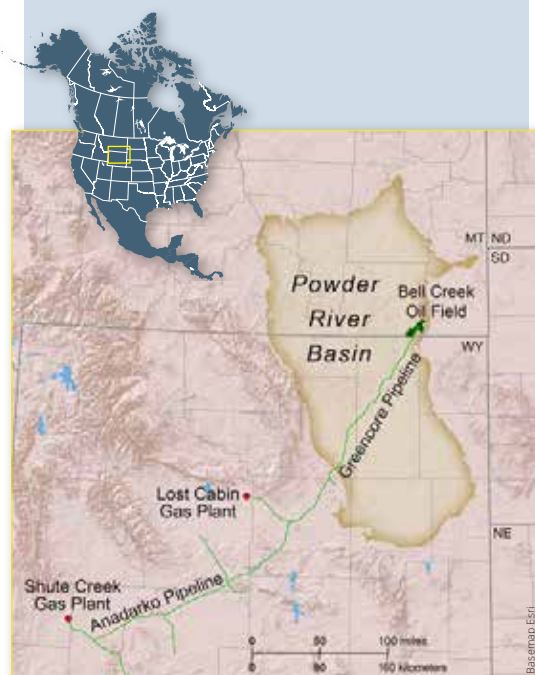 MT ND
SD
Powder
River
Basin
Bell Creek
Oil Field
WY
Greencore Pipeline
Lost Cabin
Gas Plant
NE
Shute Creek
Gas Plant
Anadarko Pipeline
0 50 100 miles
0 80 160 kilometers
Basemap Esri